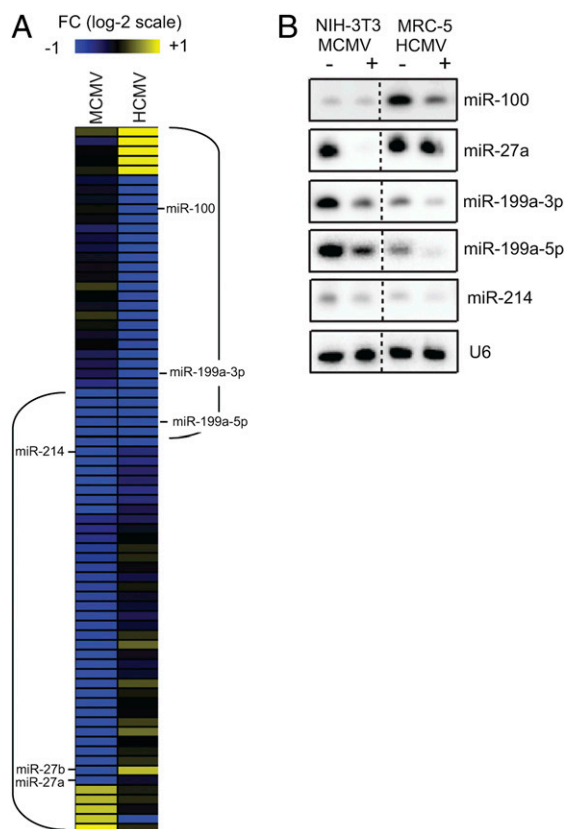 A
FC (log-2 scale)
-1
+1
MCMV
HCMV
miR-100
miR-199a-3p
miR-199a-5p
miR-214
miR-27b
miR-27a
B
NIH-3T3 MRC-5
MCMV HCMV
- + - +
miR-100
miR-27a
miR-199a-3p
miR-199a-5p
miR-214
U6